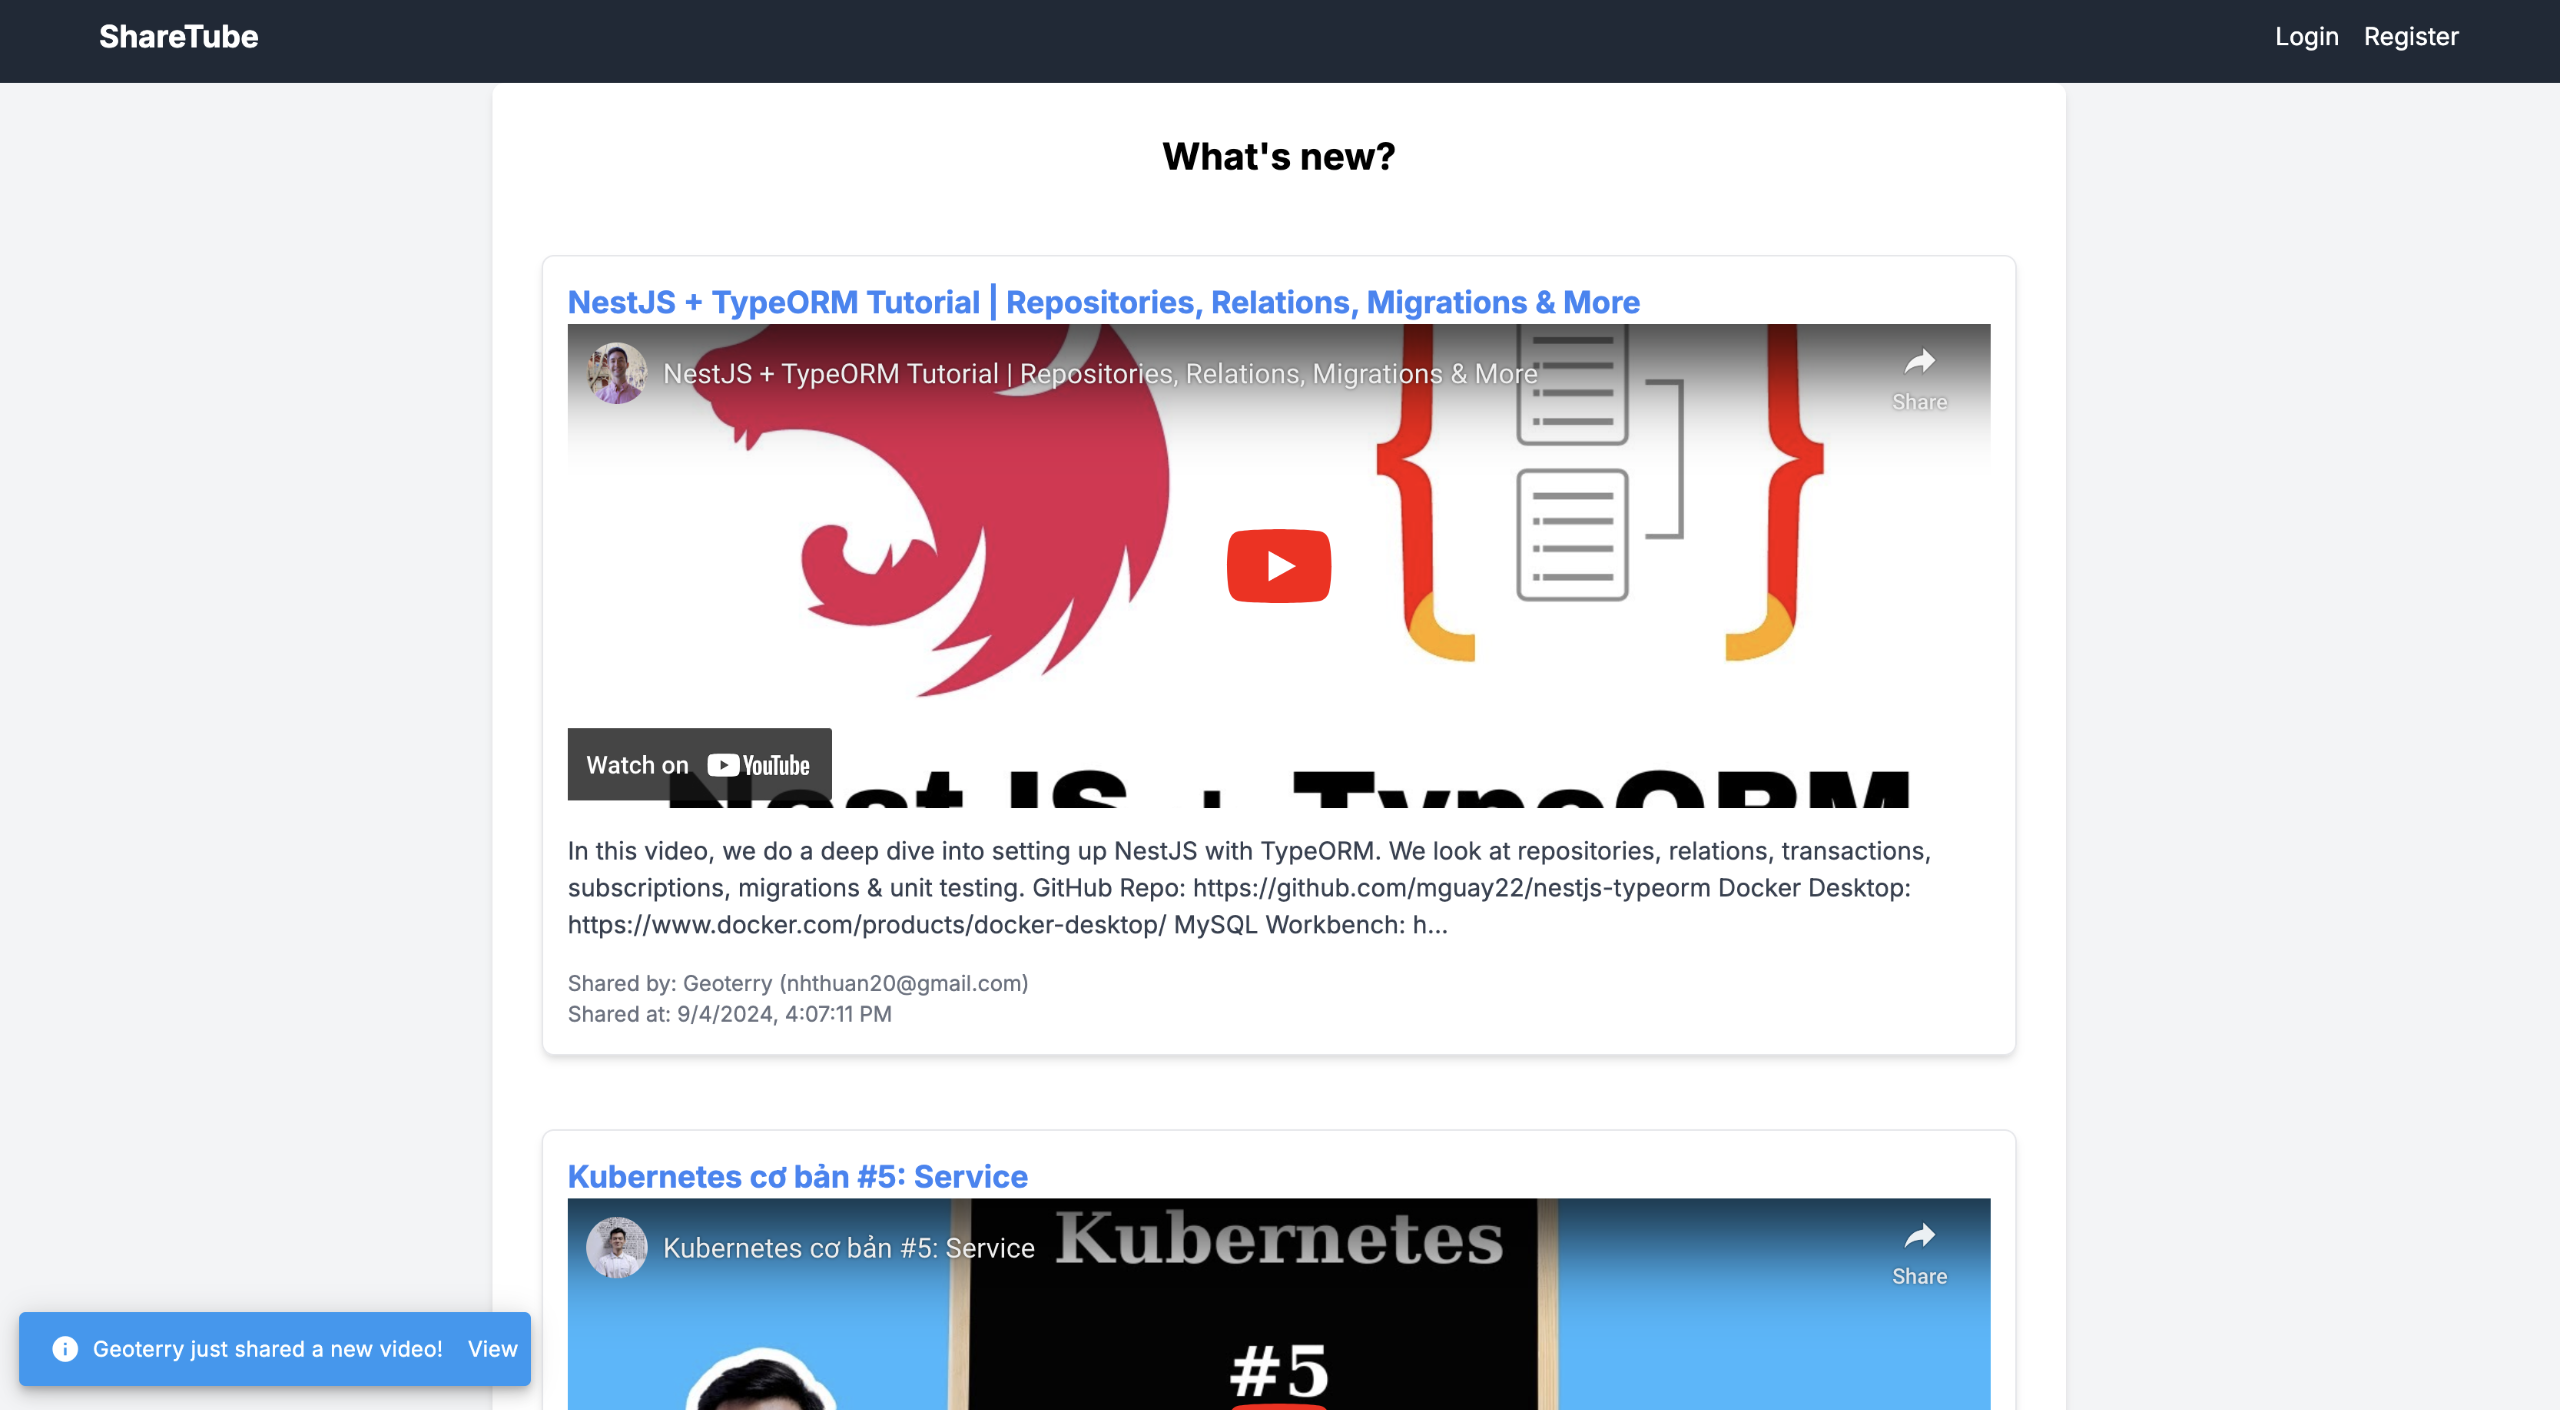 ShareTube
Login Register
What's new?
NestJS + TypeORM Tutorial | Repositories, Relations, Migrations & More
NestJS + TypeORM Tutorial | Repositories, Relations, Migrations & More
Share
Watch on YouTube
Nest JS + TypeORM
In this video, we do a deep dive into setting up NestJS with TypeORM. We look at repositories, relations, transactions,
subscriptions, migrations & unit testing. GitHub Repo: https://github.com/mguay22/nestjs-typeorm Docker Desktop:
https://www.docker.com/products/docker-desktop/ MySQL Workbench: h...
Shared by: Geoterry (nhthuan20@gmail.com)
Shared at: 9/4/2024, 4:07:11 PM
Kubernetes cơ bản #5: Service
Kubernetes cơ bản #5: Service
Kubernetes
Share
#5
Geoterry just shared a new video! View